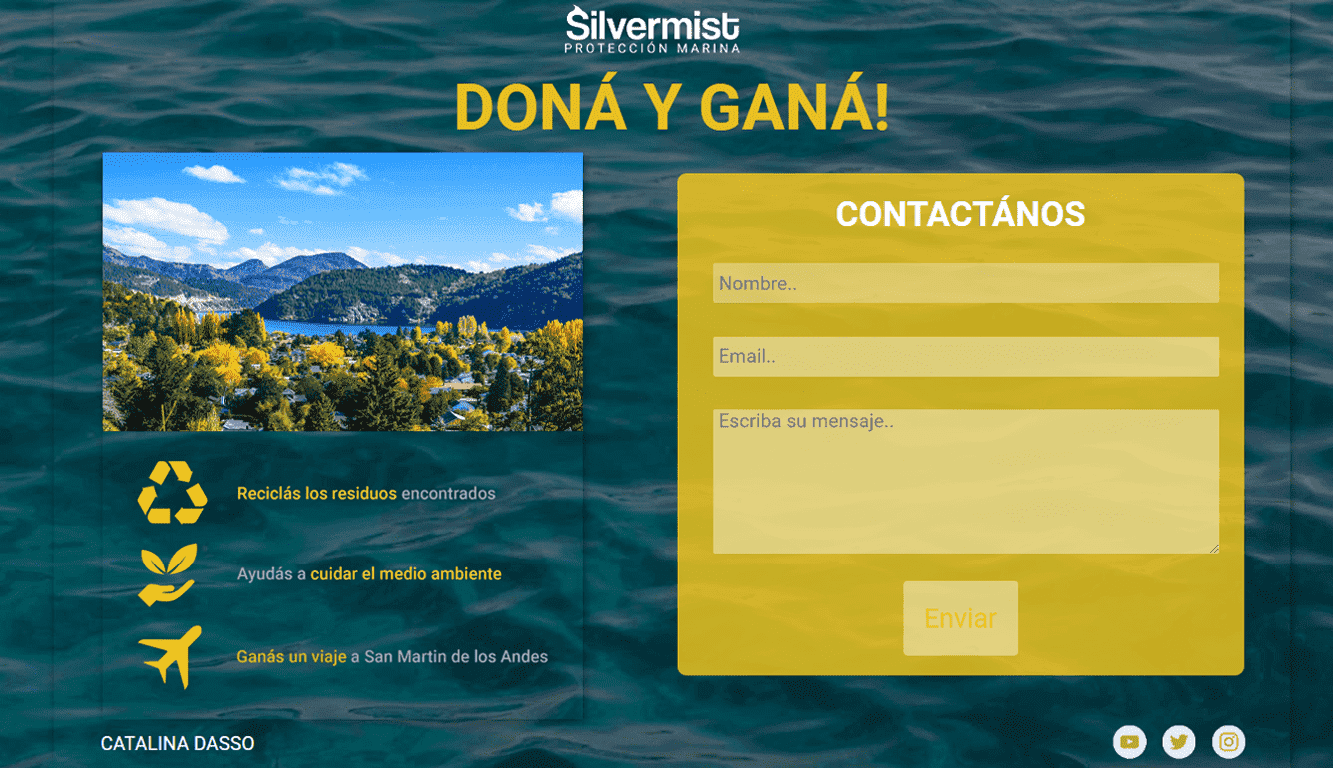 Silvermist
PROTECCIÓN MARINA
DONÁ Y GANÁ!
Reciclás los residuos encontrados
Ayudás a cuidar el medio ambiente
Ganás un viaje a San Martin de los Andes
CONTACTÁNOS
Nombre..
Email..
Escriba su mensaje..
Enviar
CATALINA DASSO